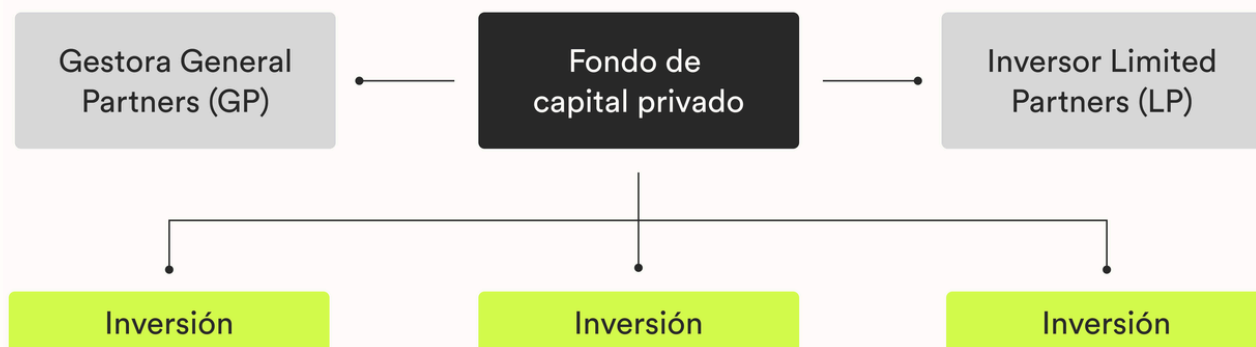 Gestora General
Partners (GP)
Fondo de
capital privado
Inversor Limited
Partners (LP)
Inversión
Inversión
Inversión